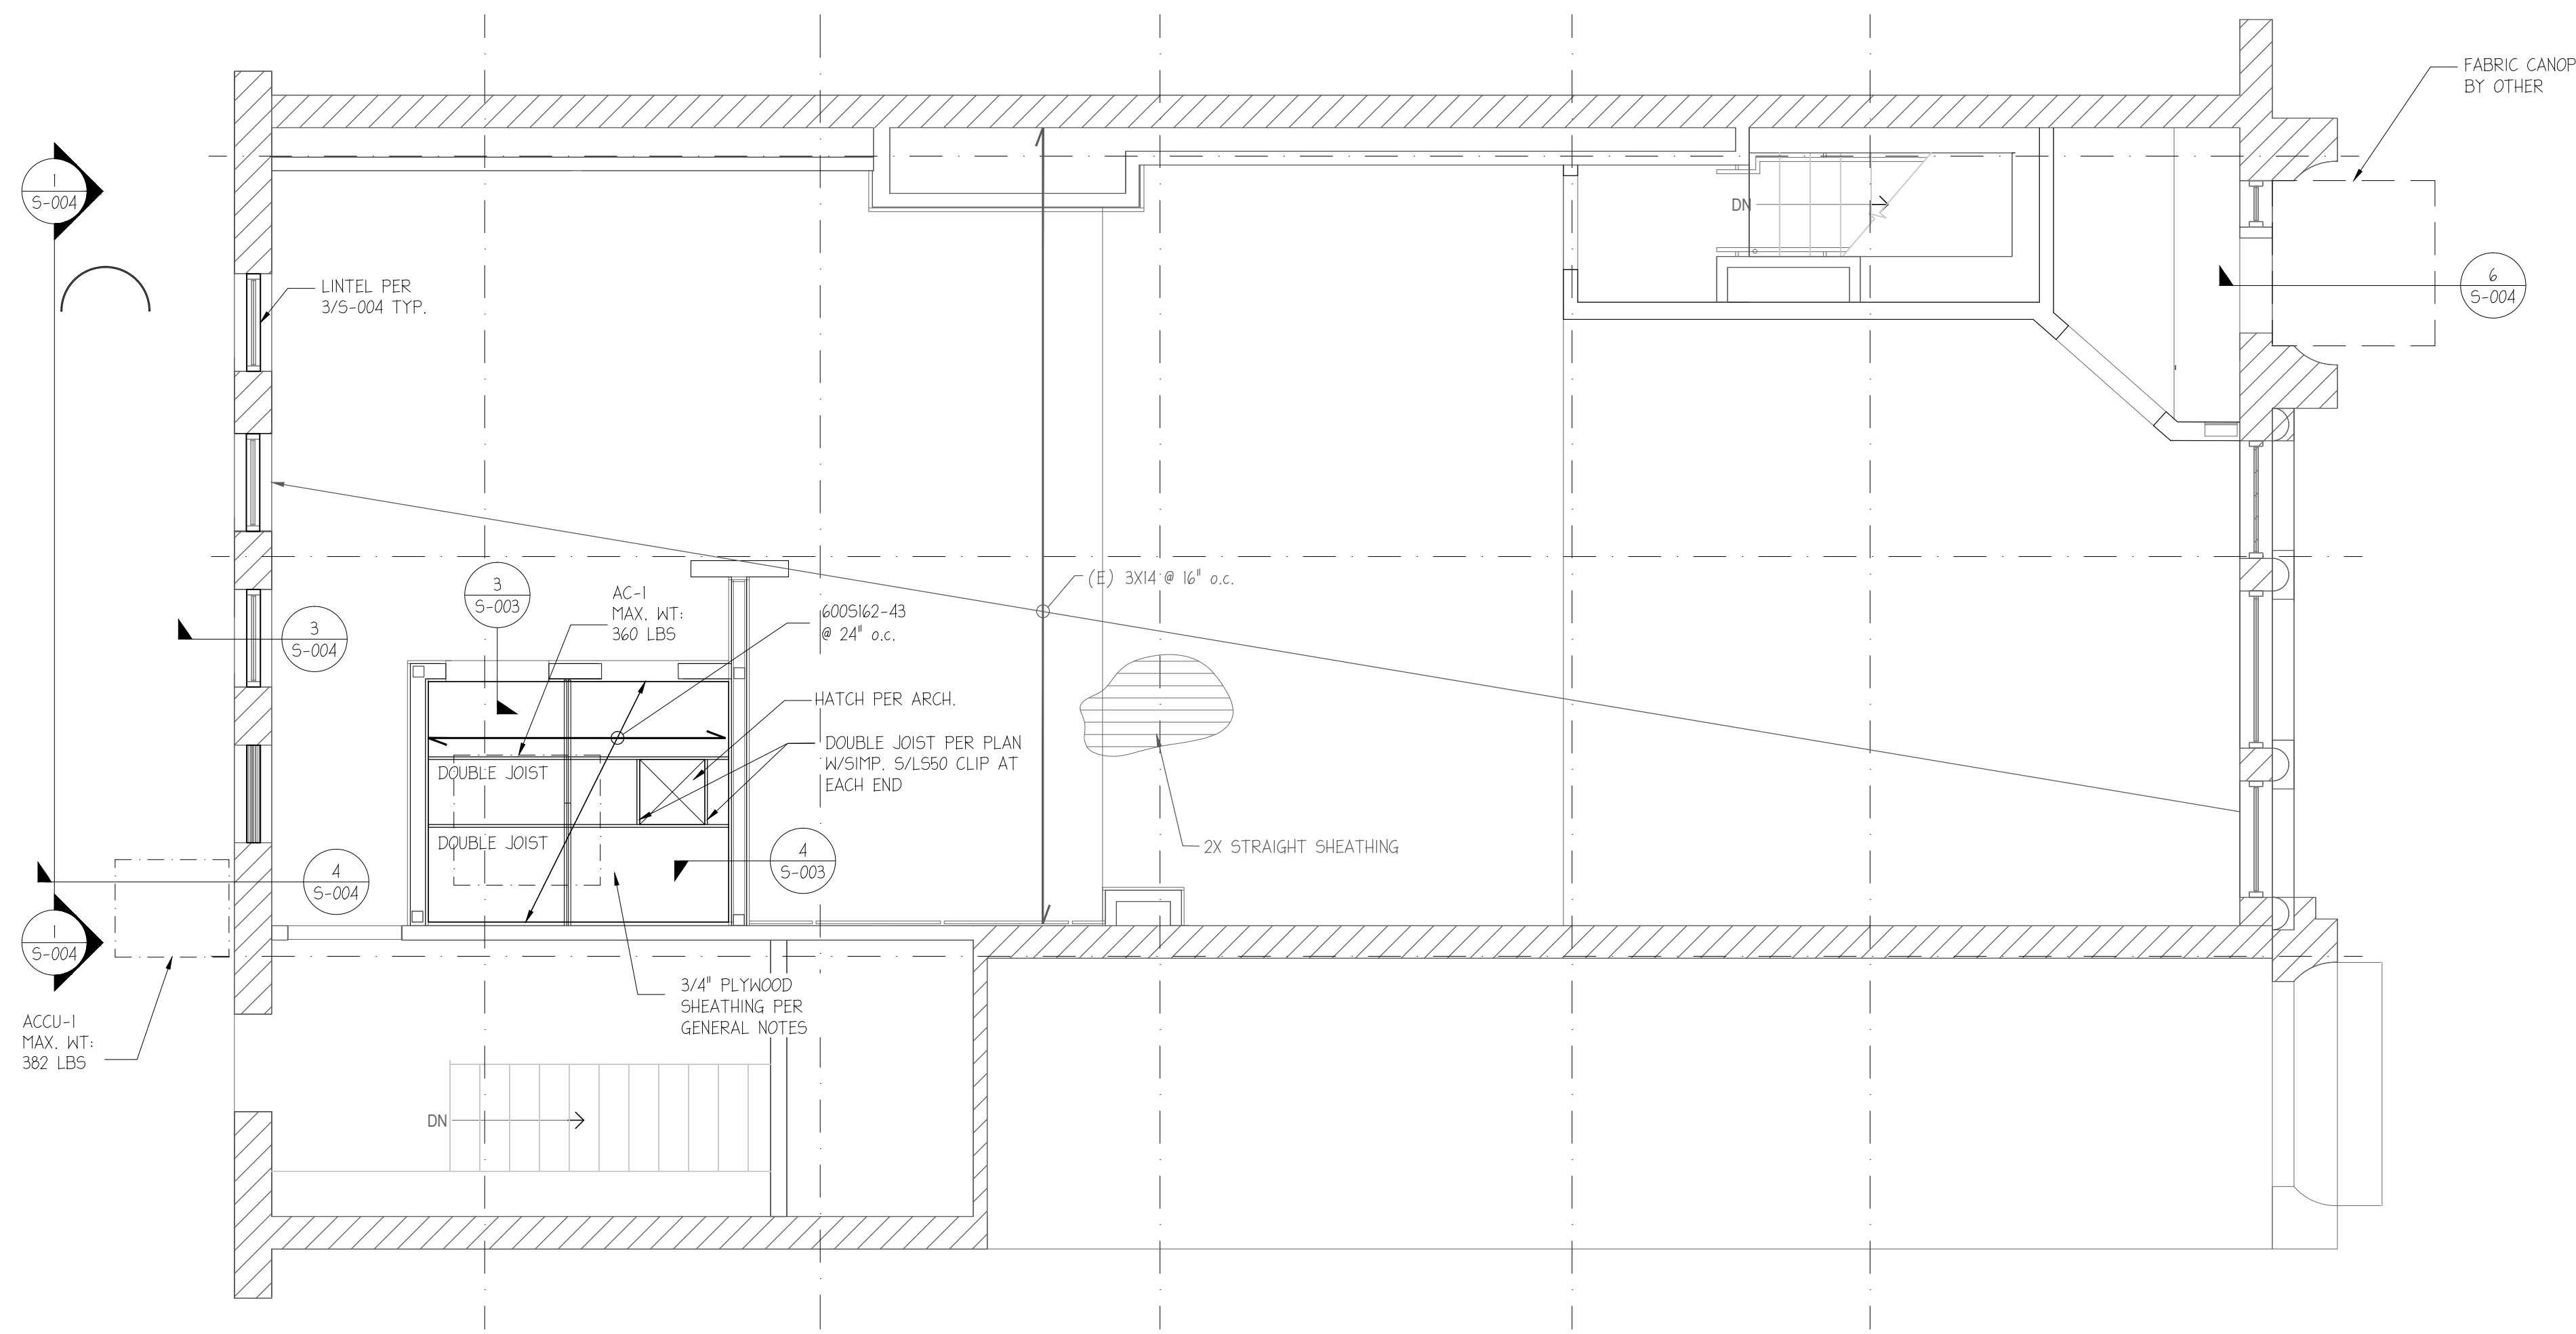 FABRIC CANOP
BY OTHER
1
S-004
DN
6
S-004
LINTEL PER
3/S-004 TYP.
3
S-003
AC-1
MAX. WT:
360 LBS
600S162-43
@ 24" o.c.
(E) 3X14 @ 16" o.c.
3
S-004
HATCH PER ARCH.
DOUBLE JOIST PER PLAN
W/SIMP. S/LS50 CLIP AT
EACH END
DOUBLE JOIST
DOUBLE JOIST
2X STRAIGHT SHEATHING
4
S-003
4
S-004
1
S-004
3/4" PLYWOOD
SHEATHING PER
GENERAL NOTES
ACCU-1
MAX. WT:
382 LBS
DN